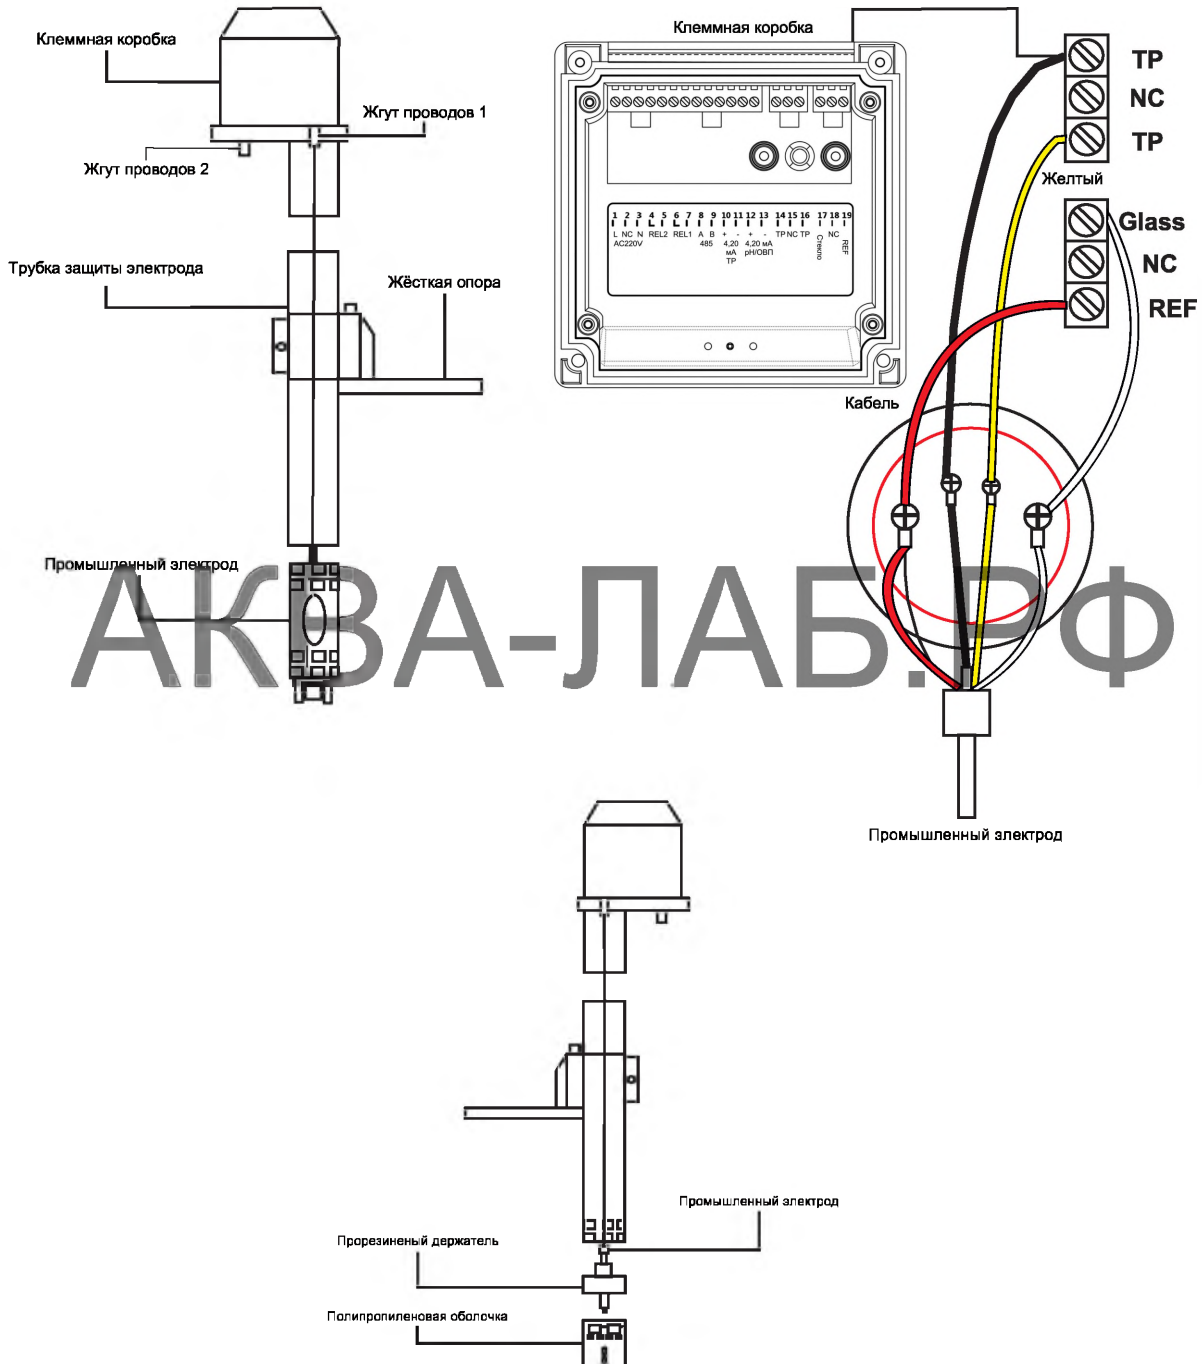 Клеммная коробка
Жгут проводов 1
Жгут проводов 2
Трубка защиты электрода
Жёсткая опора
Промышленный электрод
Клеммная коробка
1 2 3 4 5 6 7 8 9 10 11 12 13 14 15 16 17 18 19
L NC N REL2 REL1 A B + - + - TP NC TP Стекло NC REF
AC220V 485 4,20 4,20 мА
мА pH/ОВП
TP
TP
NC
TP
Желтый
Glass
NC
REF
Кабель
Промышленный электрод
АКВА-ЛАБ.РФ
Промышленный электрод
Прорезиненый держатель
Полипропиленовая оболочка